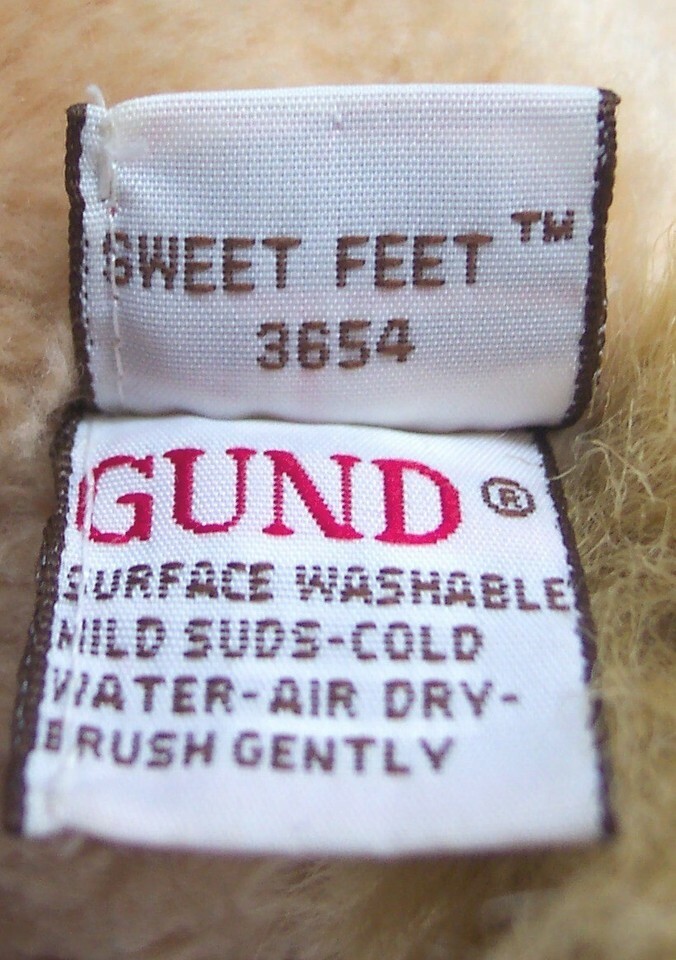 SWEET FEET ™
3654
GUND ®
SURFACE WASHABLE
MILD SUDS-COLD
WATER-AIR DRY-
BRUSH GENTLY